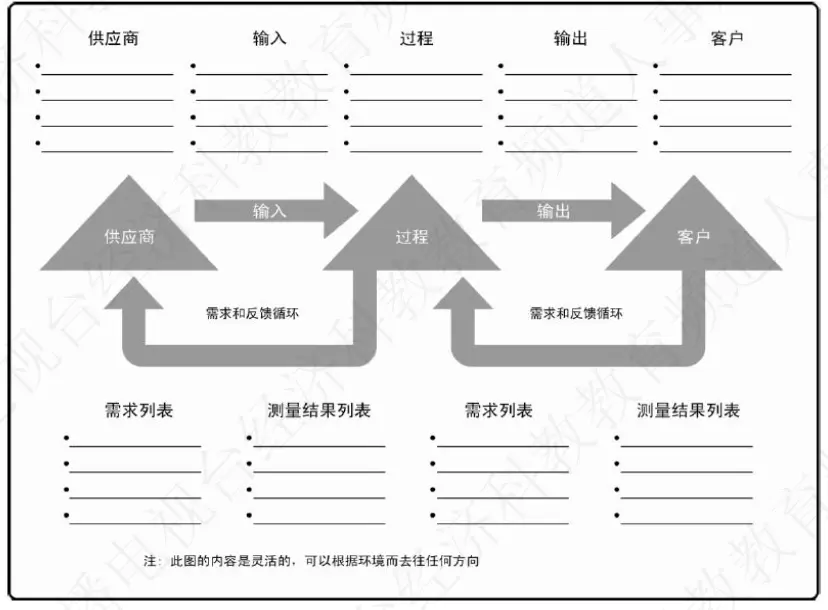 供应商 输入 过程 输出 客户
输入 输出
供应商 过程 客户
需求和反馈循环 需求和反馈循环
需求列表 测量结果列表 需求列表 测量结果列表
注：此图的内容是灵活的，可以根据环境而去往任何方向